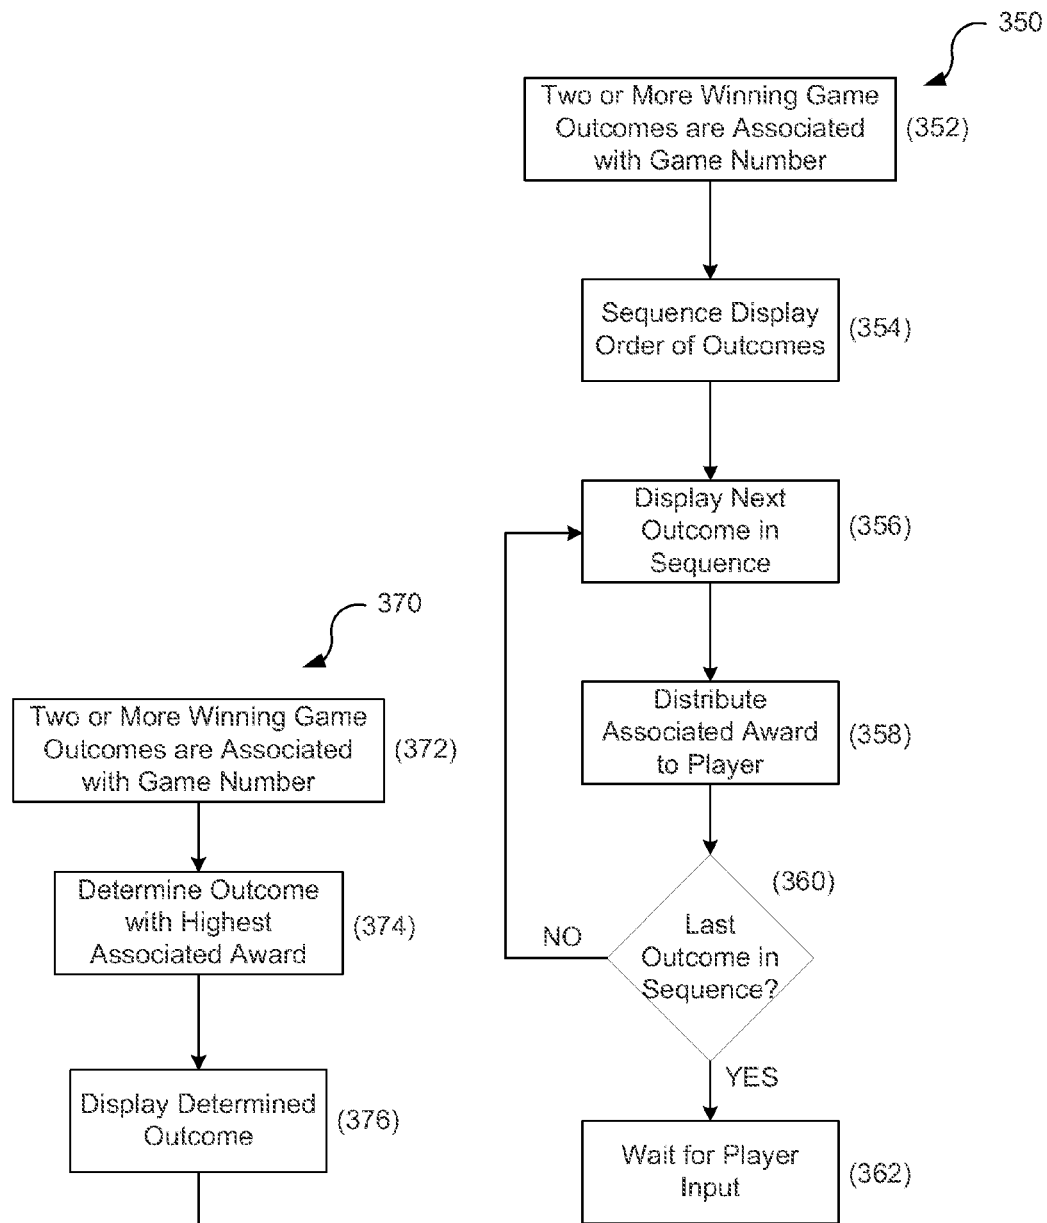 350
Two or More Winning Game
Outcomes are Associated
with Game Number
(352)
Sequence Display
Order of Outcomes
(354)
Display Next
Outcome in
Sequence
(356)
Distribute
Associated Award
to Player
(358)
(360)
Last
Outcome in
Sequence?
NO
YES
Wait for Player
Input
(362)
370
Two or More Winning Game
Outcomes are Associated
with Game Number
(372)
Determine Outcome
with Highest
Associated Award
(374)
Display Determined
Outcome
(376)